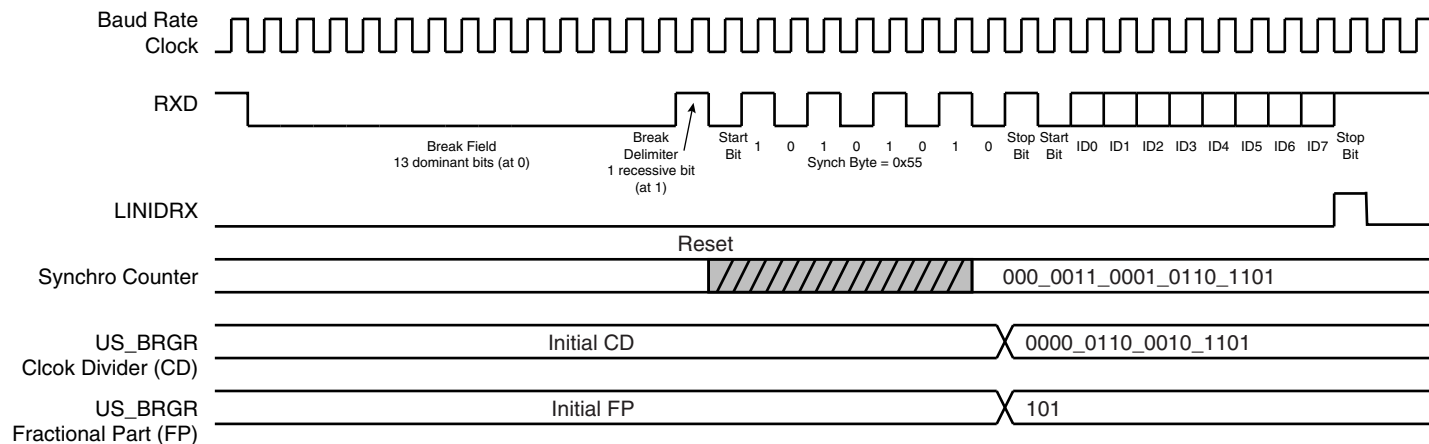 Baud Rate
Clock
RXD
Break Field
13 dominant bits (at 0)
Break
Delimiter
1 recessive bit
(at 1)
Start
Bit
1 0 1 0 1 0 1 0
Synch Byte = 0x55
Stop
Bit
Start
Bit
ID0 ID1 ID2 ID3 ID4 ID5 ID6 ID7
Stop
Bit
LINIDRX
Reset
Synchro Counter
000_0011_0001_0110_1101
US_BRGR
Clcok Divider (CD)
Initial CD
0000_0110_0010_1101
US_BRGR
Fractional Part (FP)
Initial FP
101